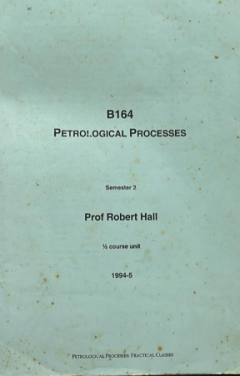 B164
PETROLOGICAL PROCESSES
Semester 2
Prof Robert Hall
½ course unit
1994-5
PETROLOGICAL PROCESSES PRACTICAL CLASSES